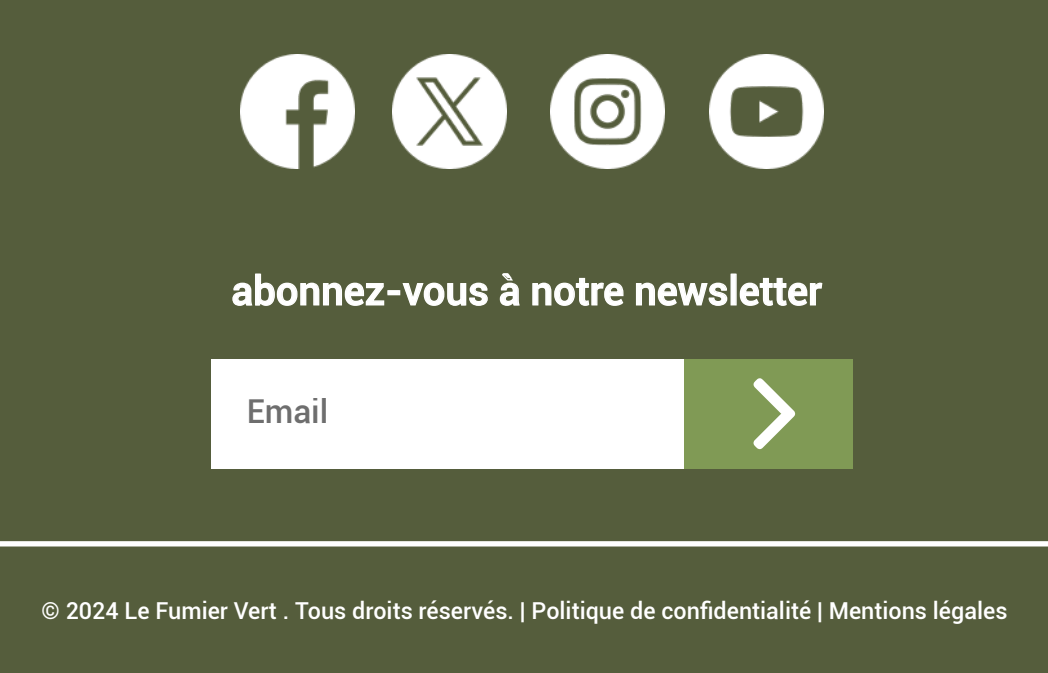 abonnez-vous à notre newsletter
Email
© 2024 Le Fumier Vert . Tous droits réservés. | Politique de confidentialité | Mentions légales